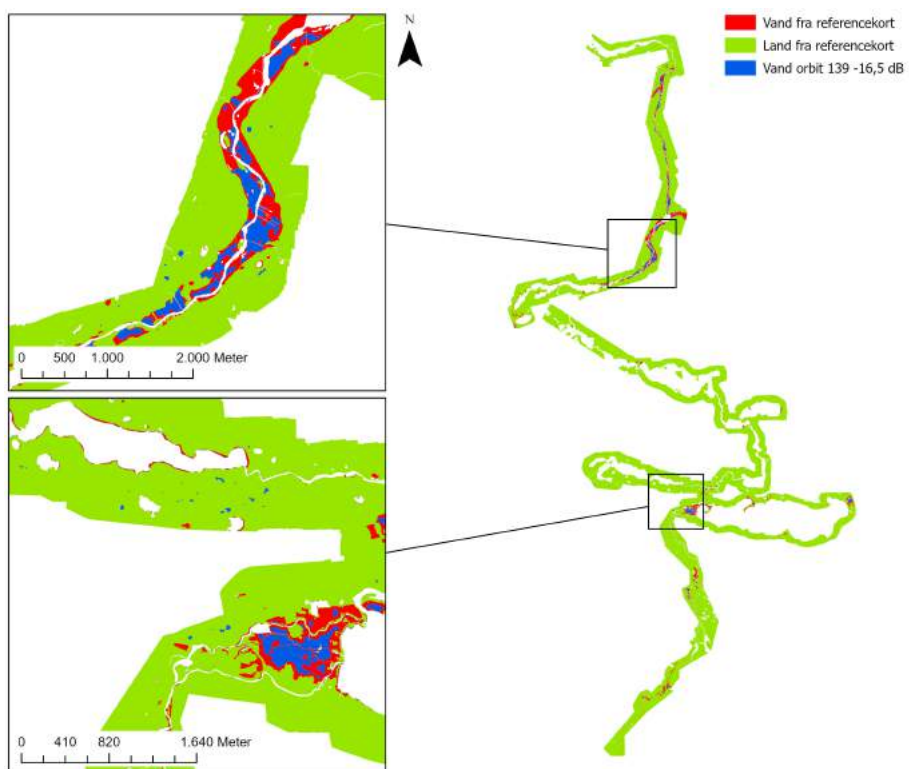 N
Vand fra referencekort
Land fra referencekort
Vand orbit 139 -16,5 dB
0 500 1.000 2.000 Meter
0 410 820 1.640 Meter